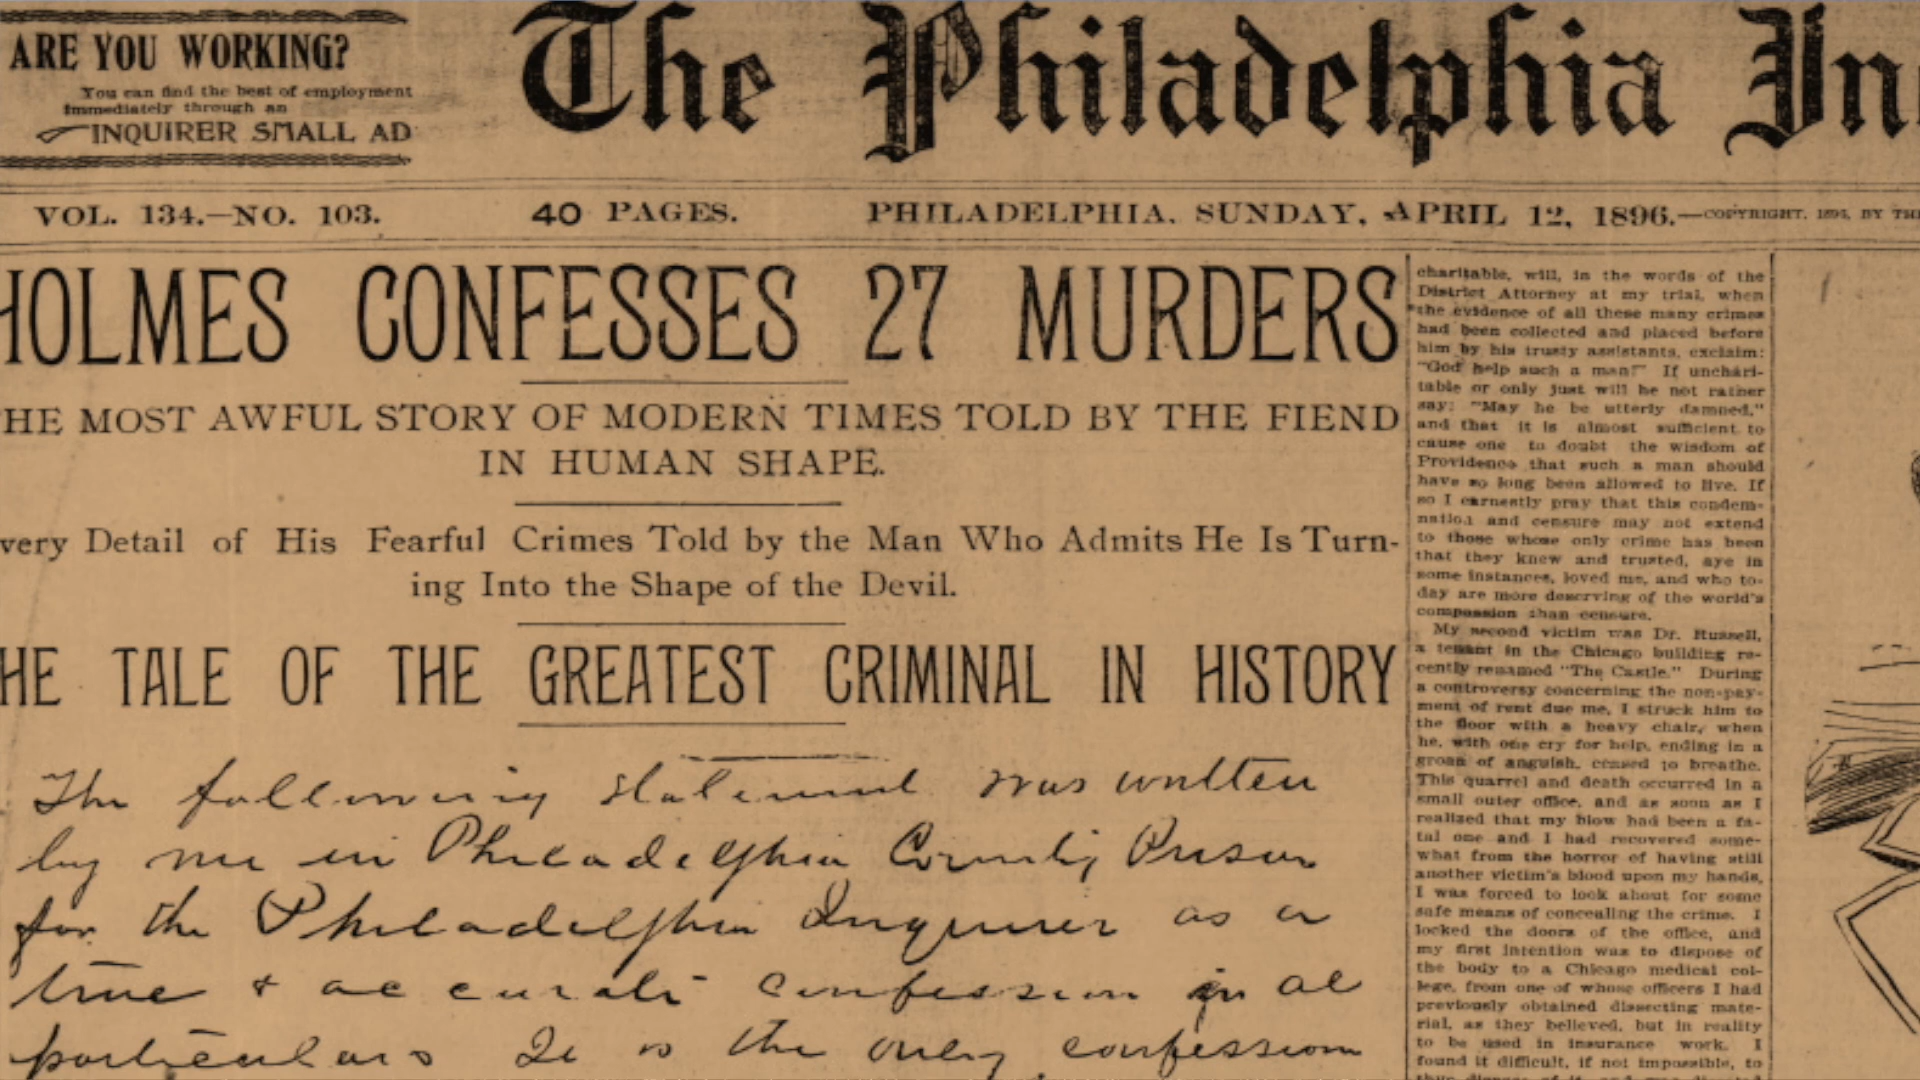 ARE YOU WORKING?
You can find the best of employment
immediately through an
INQUIRER SMALL AD
The Philadelphia In
VOL. 134.—NO. 103.
40 PAGES.
PHILADELPHIA, SUNDAY, APRIL 12, 1896.—COPYRIGHT, 1896, BY THE
HOLMES CONFESSES 27 MURDERS
THE MOST AWFUL STORY OF MODERN TIMES TOLD BY THE FIEND
IN HUMAN SHAPE.
very Detail of His Fearful Crimes Told by the Man Who Admits He Is Turn-
ing Into the Shape of the Devil.
HE TALE OF THE GREATEST CRIMINAL IN HISTORY
The following statement was written
by me in Philadelphia County Prison
for the Philadelphia Inquirer as a
true & accurate confession in al
particulars It is the only confession
charitable, will, in the words of the
District Attorney at my trial, when
the evidence of all these many crimes
had been collected and placed before
him by his trusty assistants, exclaim:
"God help such a man!" If unchari-
table or only just will he not rather
say: "May he be utterly damned,"
and that it is almost sufficient to
cause one to doubt the wisdom of
Providence that such a man should
have so long been allowed to live. If
so I earnestly pray that this condem-
nation and censure may not extend
to those whose only crime has been
that they knew and trusted, aye in
some instances, loved me, and who to-
day are more deserving of the world's
compassion than censure.
My second victim was Dr. Russell,
a tenant in the Chicago building re-
cently renamed "The Castle." During
a controversy concerning the non-pay-
ment of rent due me, I struck him to
the floor with a heavy chair, when
he, with one cry for help, ending in a
groan of anguish, ceased to breathe.
This quarrel and death occurred in a
small outer office, and as soon as I
realized that my blow had been a fa-
tal one and I had recovered some-
what from the horror of having still
another victim's blood upon my hands,
I was forced to look about for some
safe means of concealing the crime. I
locked the doors of the office, and
my first intention was to dispose of
the body to a Chicago medical col-
lege, from one of whose officers I had
previously obtained dissecting mate-
rial, as they believed, but in reality
to be used in insurance work. I
found it difficult, if not impossible, to